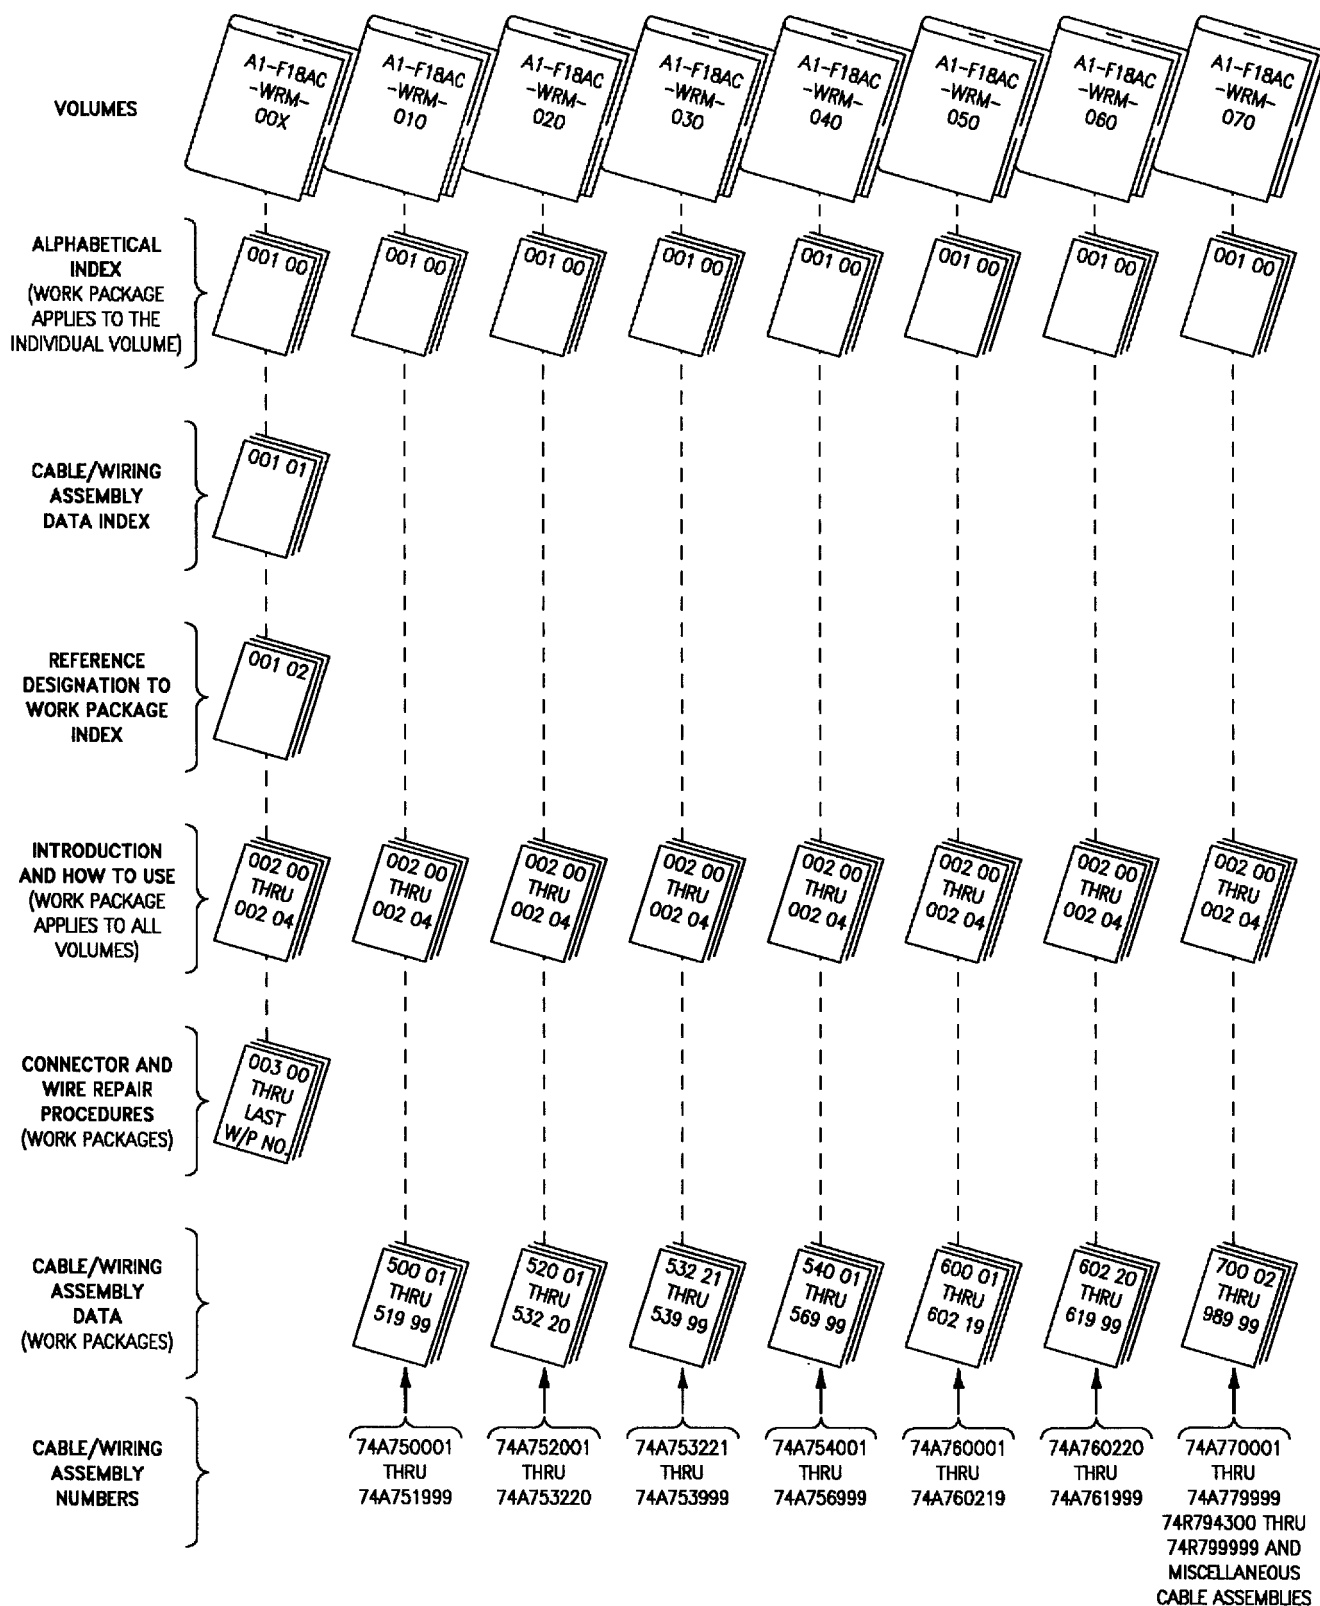 VOLUMES
A1-F18AC
-WRM-
00X
A1-F18AC
-WRM-
010
A1-F18AC
-WRM-
020
A1-F18AC
-WRM-
030
A1-F18AC
-WRM-
040
A1-F18AC
-WRM-
050
A1-F18AC
-WRM-
060
A1-F18AC
-WRM-
070
ALPHABETICAL
INDEX
(WORK PACKAGE
APPLIES TO THE
INDIVIDUAL VOLUME)
001 00
001 00
001 00
001 00
001 00
001 00
001 00
001 00
CABLE/WIRING
ASSEMBLY
DATA INDEX
001 01
REFERENCE
DESIGNATION TO
WORK PACKAGE
INDEX
001 02
INTRODUCTION
AND HOW TO USE
(WORK PACKAGE
APPLIES TO ALL
VOLUMES)
002 00
THRU
002 04
002 00
THRU
002 04
002 00
THRU
002 04
002 00
THRU
002 04
002 00
THRU
002 04
002 00
THRU
002 04
002 00
THRU
002 04
002 00
THRU
002 04
CONNECTOR AND
WIRE REPAIR
PROCEDURES
(WORK PACKAGES)
003 00
THRU
LAST
W/P NO.
CABLE/WIRING
ASSEMBLY
DATA
(WORK PACKAGES)
500 01
THRU
519 99
520 01
THRU
532 20
532 21
THRU
539 99
540 01
THRU
569 99
600 01
THRU
602 19
602 20
THRU
619 99
700 02
THRU
989 99
CABLE/WIRING
ASSEMBLY
NUMBERS
74A750001
THRU
74A751999
74A752001
THRU
74A753220
74A753221
THRU
74A753999
74A754001
THRU
74A756999
74A760001
THRU
74A760219
74A760220
THRU
74A761999
74A770001
THRU
74A779999
74R794300 THRU
74R799999 AND
MISCELLANEOUS
CABLE ASSEMBLIES